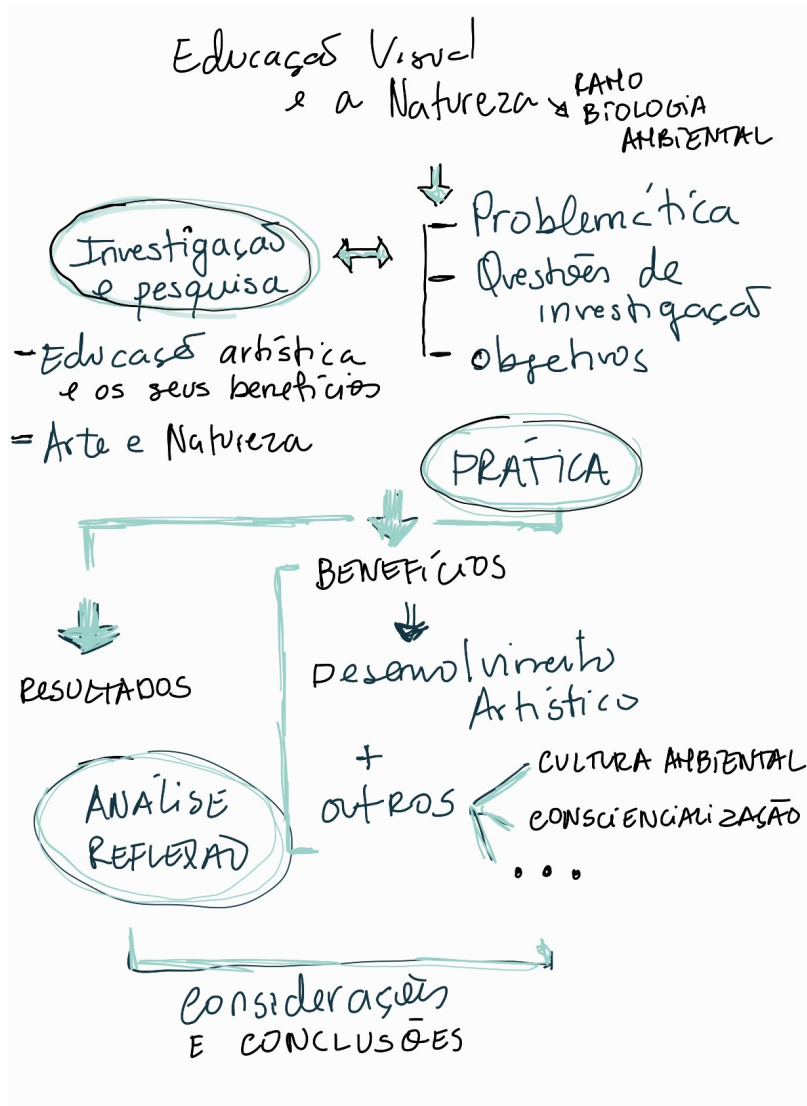 Educação Visual
e a Natureza
RAMO
BIOLOGIA
AMBIENTAL
Investigação
e pesquisa
- Problemática
- Questões de
investigação
- Objetivos
- Educação artística
e os seus benefícios
= Arte e Natureza
PRÁTICA
BENEFÍCIOS
RESULTADOS
Desenvolvimento
Artístico
+
OUTROS
CULTURA AMBIENTAL
CONSCIENCIALIZAÇÃO
...
ANÁLISE
REFLEXÃO
Considerações
E CONCLUSÕES